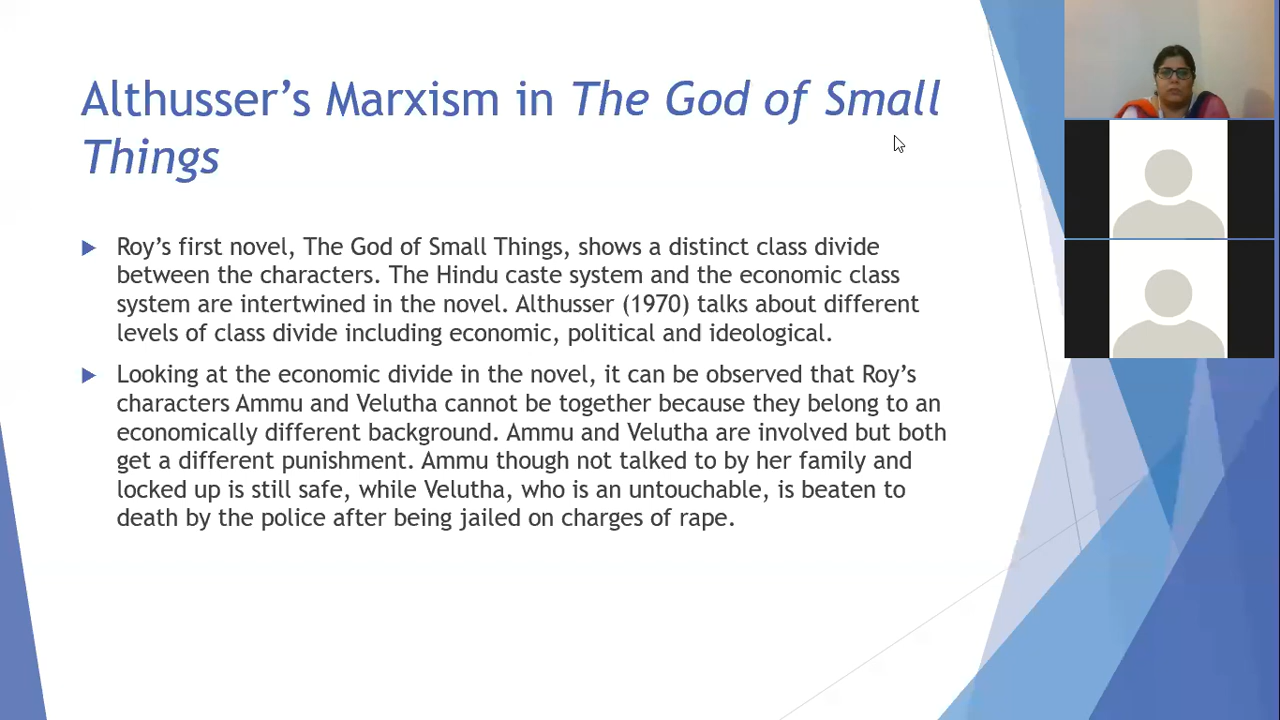 Althusser's Marxism in The God of Small
Things
Roy's first novel, The God of Small Things, shows a distinct class divide
between the characters. The Hindu caste system and the economic class
system are intertwined in the novel. Althusser (1970) talks about different
levels of class divide including economic, political and ideological.
Looking at the economic divide in the novel, it can be observed that Roy's
characters Ammu and Velutha cannot be together because they belong to an
economically different background. Ammu and Velutha are involved but both
get a different punishment. Ammu though not talked to by her family and
locked up is still safe, while Velutha, who is an untouchable, is beaten to
death by the police after being jailed on charges of rape.